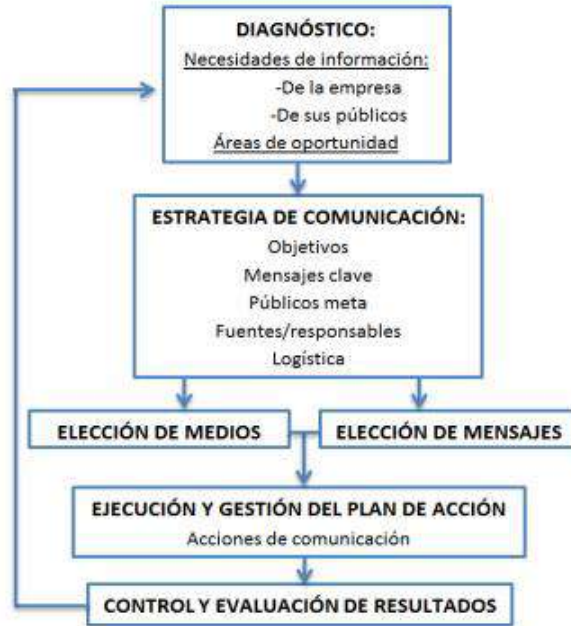 DIAGNÓSTICO:
Necesidades de información:
-De la empresa
-De sus públicos
Áreas de oportunidad
ESTRATEGIA DE COMUNICACIÓN:
Objetivos
Mensajes clave
Públicos meta
Fuentes/responsables
Logística
ELECCIÓN DE MEDIOS
ELECCIÓN DE MENSAJES
EJECUCIÓN Y GESTIÓN DEL PLAN DE ACCIÓN
Acciones de comunicación
CONTROL Y EVALUACIÓN DE RESULTADOS